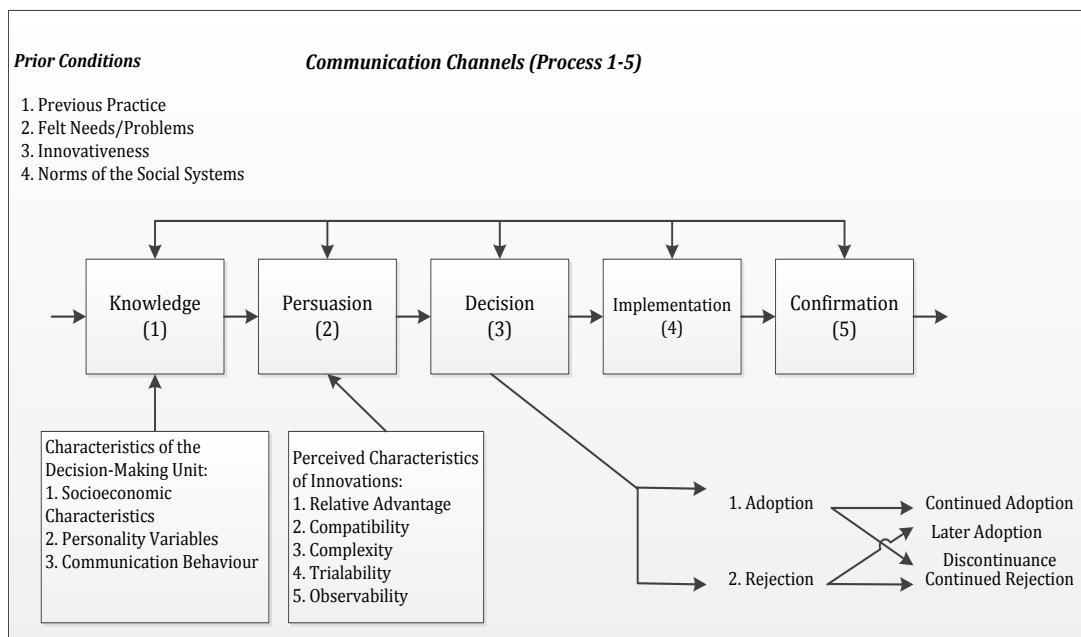 Prior Conditions
Communication Channels (Process 1-5)
1. Previous Practice
2. Felt Needs/Problems
3. Innovativeness
4. Norms of the Social Systems
Knowledge
(1)
Persuasion
(2)
Decision
(3)
Implementation
(4)
Confirmation
(5)
Characteristics of the
Decision-Making Unit:
1. Socioeconomic
Characteristics
2. Personality Variables
3. Communication Behaviour
Perceived Characteristics
of Innovations:
1. Relative Advantage
2. Compatibility
3. Complexity
4. Trialability
5. Observability
1. Adoption
2. Rejection
Continued Adoption
Later Adoption
Discontinuance
Continued Rejection